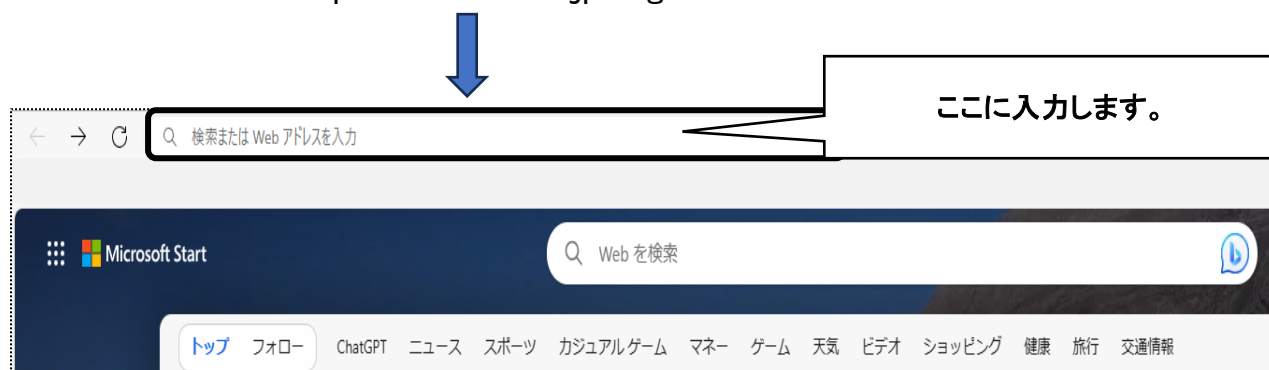 ここに入力します。
検索または Web アドレスを入力
Microsoft Start
Web を検索
トップ フォロー ChatGPT ニュース スポーツ カジュアルゲーム マネー ゲーム 天気 ビデオ ショッピング 健康 旅行 交通情報